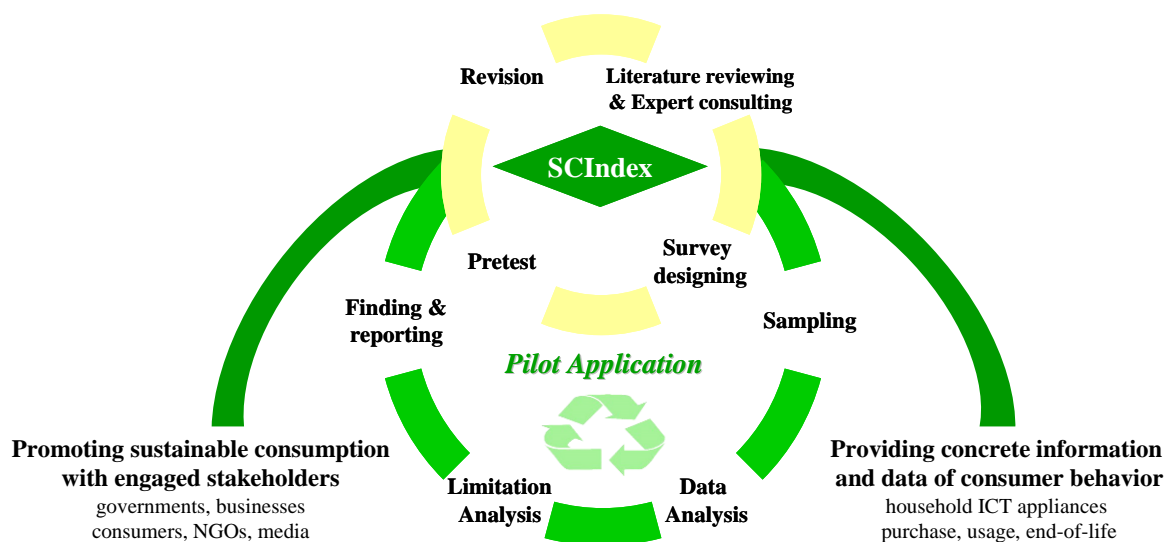 Revision
Literature reviewing
& Expert consulting
SCIndex
Pretest
Survey
designing
Finding &
reporting
Sampling
Pilot Application
Promoting sustainable consumption
with engaged stakeholders
governments, businesses
consumers, NGOs, media
Limitation
Analysis
Data
Analysis
Providing concrete information
and data of consumer behavior
household ICT appliances
purchase, usage, end-of-life